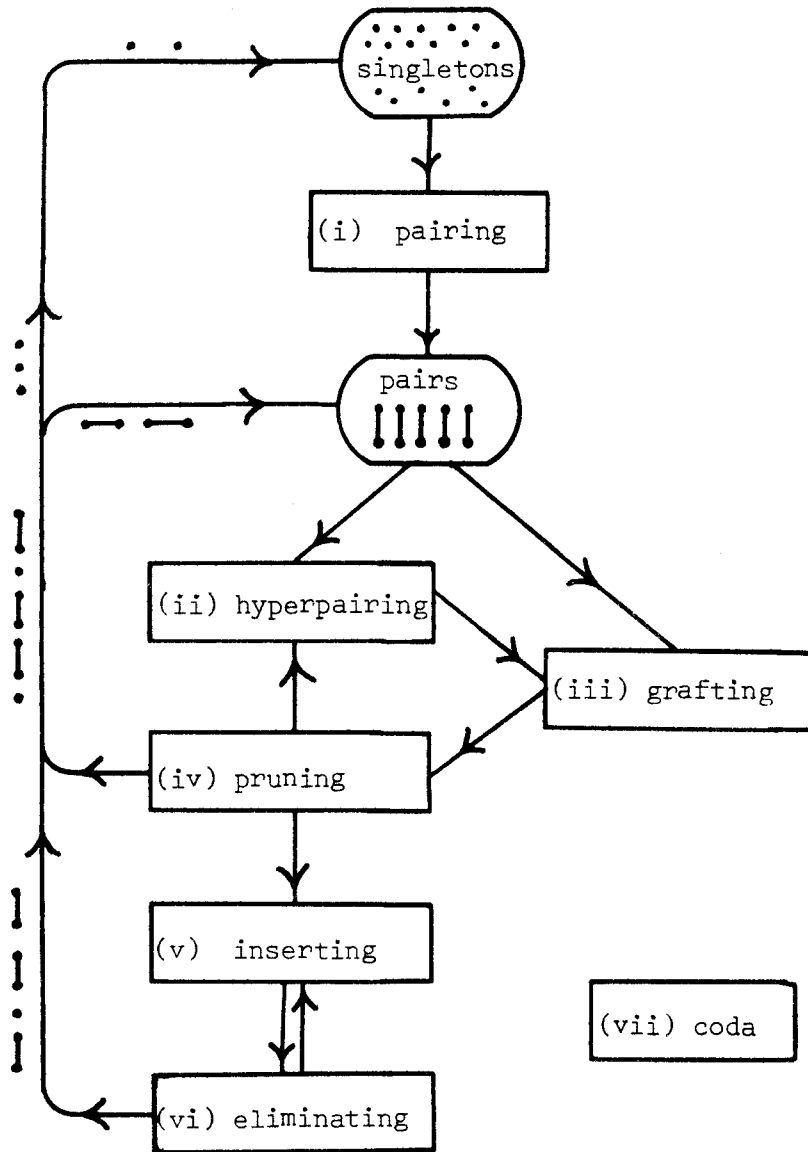 singletons
(i) pairing
pairs
(ii) hyperpairing
(iii) grafting
(iv) pruning
(v) inserting
(vii) coda
(vi) eliminating